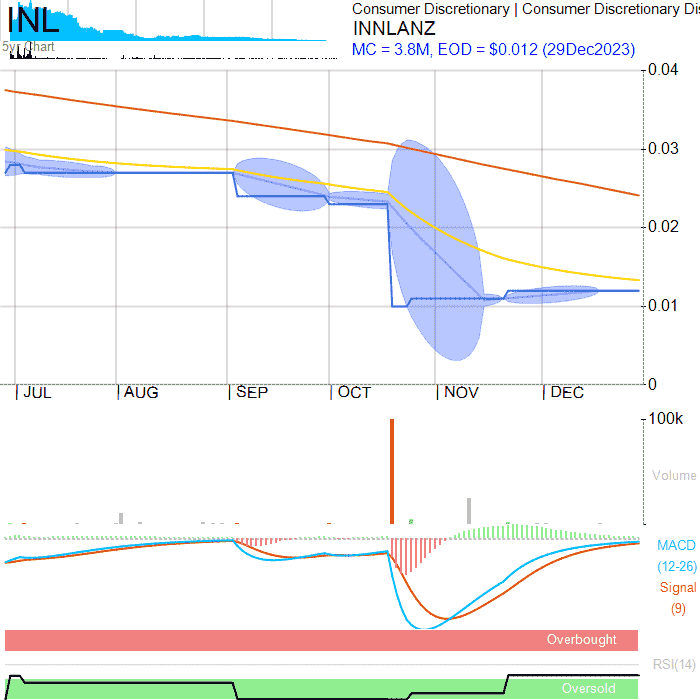 INL
5yr Chart
Consumer Discretionary | Consumer Discretionary Dis
INNLANZ
MC = 3.8M, EOD = $0.012 (29Dec2023)
0.04
0.03
0.02
0.01
0
JUL
AUG
SEP
OCT
NOV
DEC
100k
Volume
MACD
(12-26)
Signal
(9)
Overbought
RSI(14)
Oversold